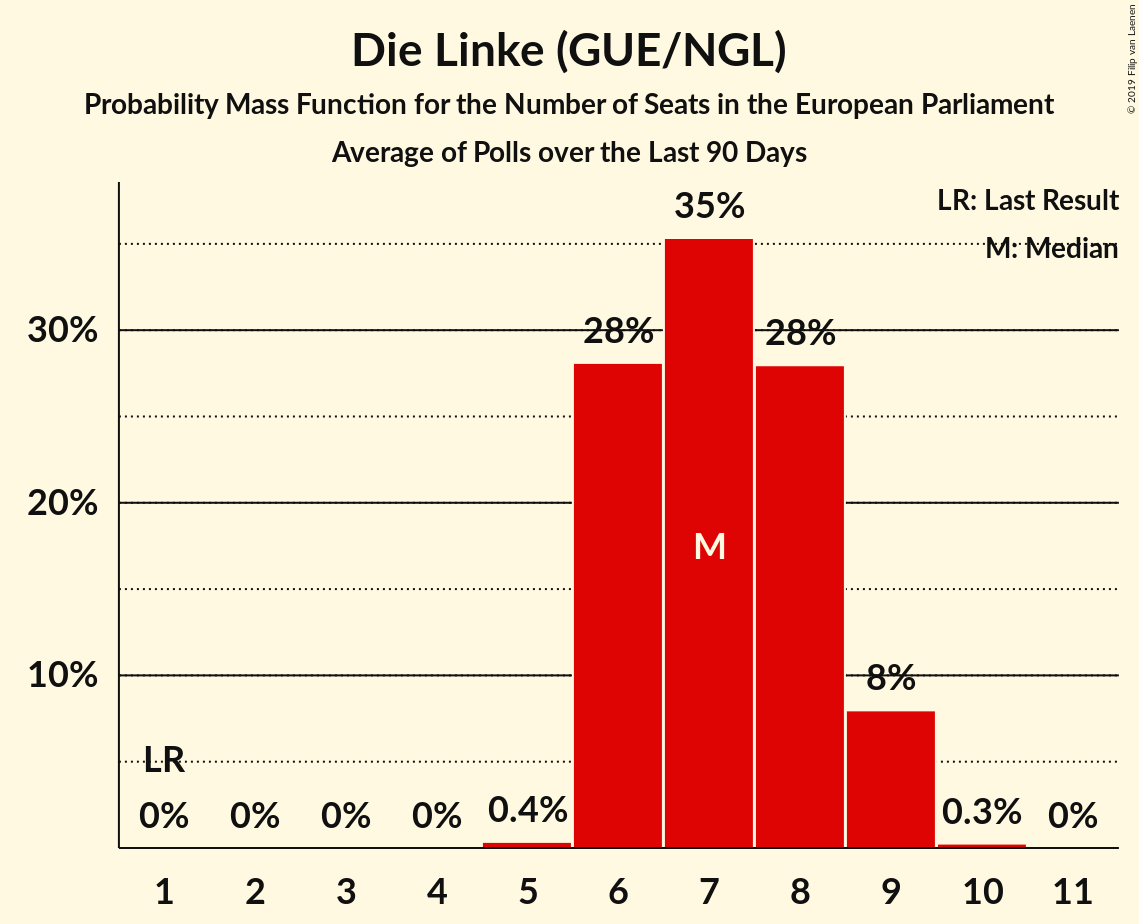 Die Linke (GUE/NGL)
Probability Mass Function for the Number of Seats in the European Parliament
Average of Polls over the Last 90 Days
© 2019 Filip van Laenen
LR: Last Result
M: Median
35%
30%
28%
28%
20%
M
10%
8%
LR
0%
0%
0%
0%
0.4%
0.3%
0%
1 2 3 4 5 6 7 8 9 10 11